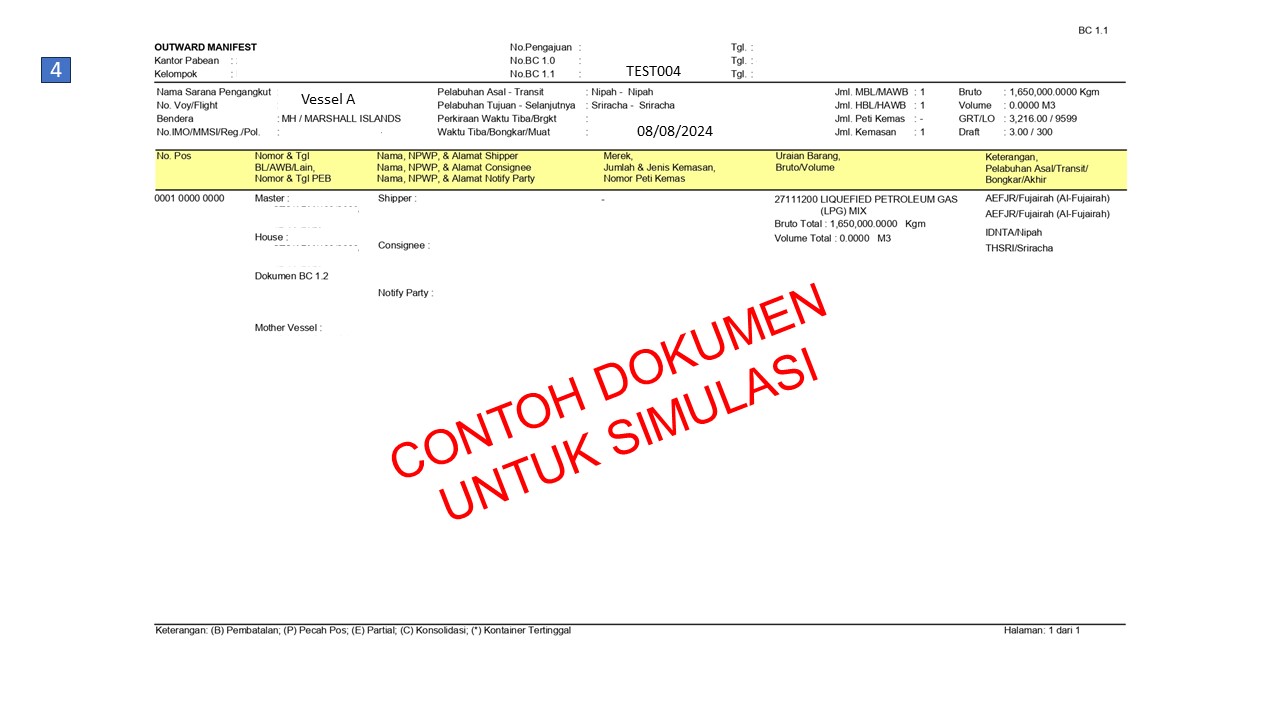 BC 1.1
4
OUTWARD MANIFEST No.Pengajuan : Tgl. :
Kantor Pabean : No.BC 1.0 : Tgl. :
Kelompok : No.BC 1.1 : TEST004 Tgl. :
Nama Sarana Pengangkut : Vessel A Pelabuhan Asal - Transit : Nipah - Nipah Jml. MBL/MAWB : 1 Bruto : 1,650,000.0000 Kgm
No. Voy/Flight Pelabuhan Tujuan - Selanjutnya : Sriracha - Sriracha Jml. HBL/HAWB : 1 Volume : 0.0000 M3
Bendera : MH / MARSHALL ISLANDS Perkiraan Waktu Tiba/Brgkt : Jml. Peti Kemas : - GRT/LO : 3,216.00 / 9599
No.IMO/MMSI/Reg./Pol. : Waktu Tiba/Bongkar/Muat : 08/08/2024 Jml. Kemasan : 1 Draft : 3.00 / 300
No. Pos Nomor & Tgl Nama, NPWP, & Alamat Shipper Merek, Uraian Barang, Keterangan,
BL/AWB/Lain, Nama, NPWP, & Alamat Consignee Jumlah & Jenis Kemasan, Bruto/Volume Pelabuhan Asal/Transit/
Nomor & Tgl PEB Nama, NPWP, & Alamat Notify Party Nomor Peti Kemas Bongkar/Akhir
0001 0000 0000 Master : Shipper : - 27111200 LIQUEFIED PETROLEUM GAS AEFJR/Fujairah (Al-Fujairah)
(LPG) MIX AEFJR/Fujairah (Al-Fujairah)
Bruto Total : 1,650,000.0000 Kgm
House : Volume Total : 0.0000 M3 IDNTA/Nipah
Consignee : THSRI/Sriracha
Dokumen BC 1.2
Notify Party :
Mother Vessel :
CONTOH DOKUMEN
UNTUK SIMULASI
Keterangan: (B) Pembatalan; (P) Pecah Pos; (E) Partial; (C) Konsolidasi; (*) Kontainer Tertinggal Halaman: 1 dari 1